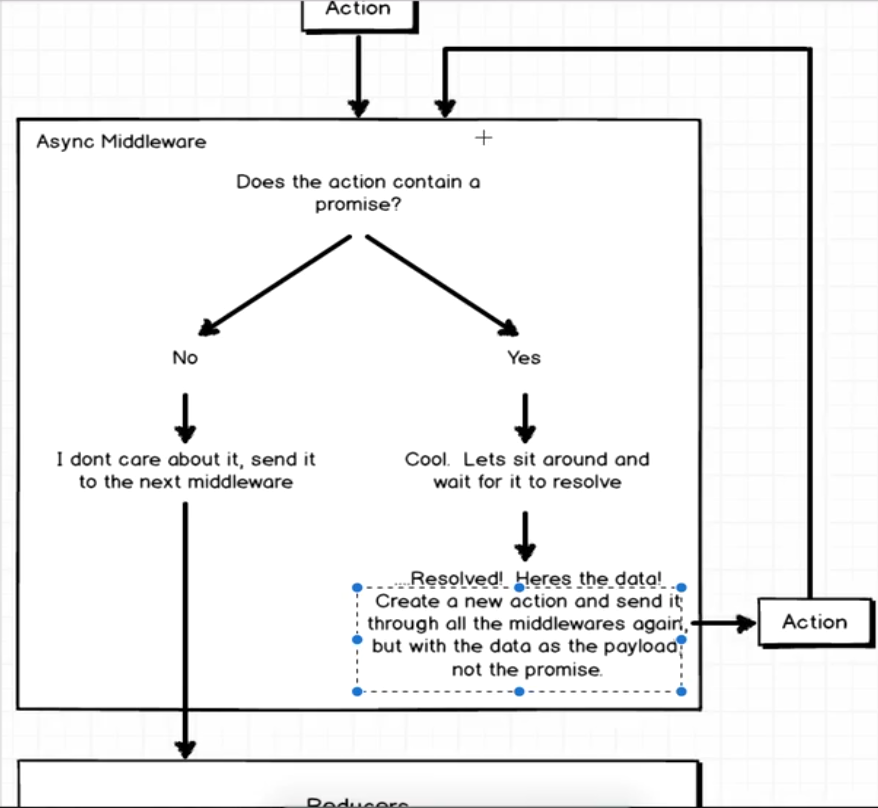 Action
Async Middleware
Does the action contain a
promise?
No
Yes
I dont care about it, send it
to the next middleware
Cool. Lets sit around and
wait for it to resolve
....Resolved! Heres the data!
Create a new action and send it
through all the middlewares again,
but with the data as the payload,
not the promise.
Action
Reducers